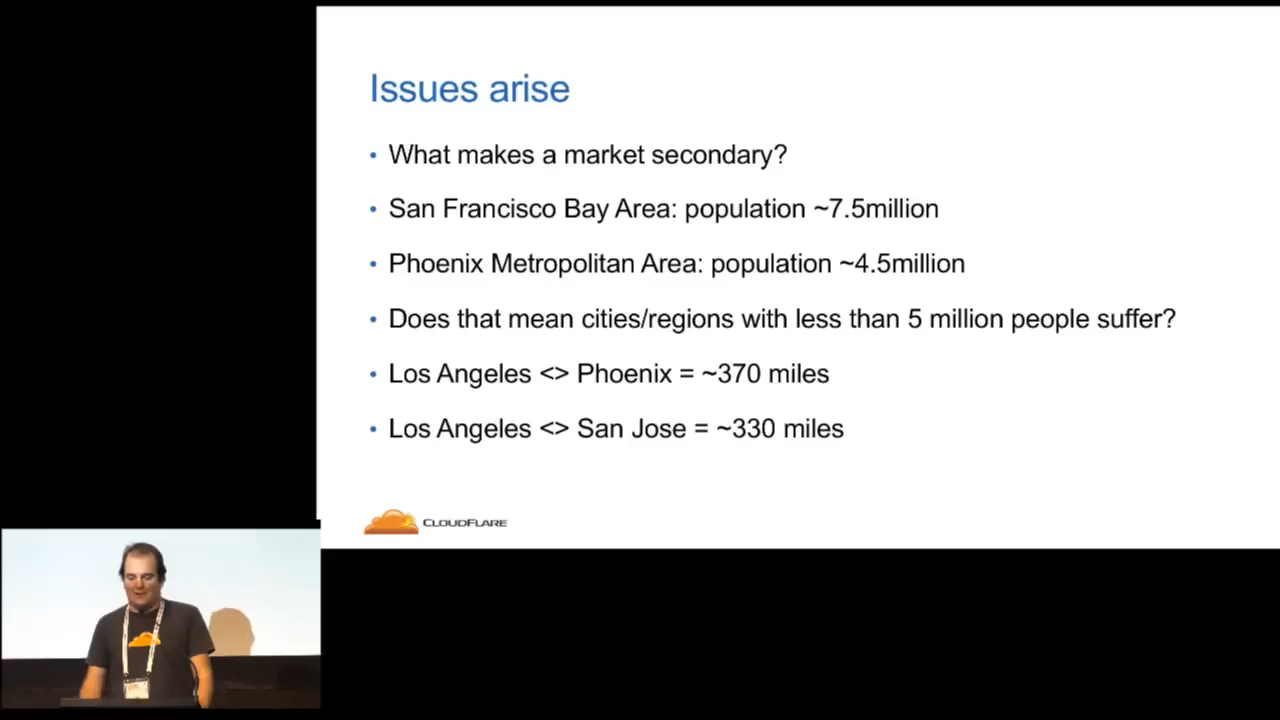 Issues arise
• What makes a market secondary?
• San Francisco Bay Area: population ~7.5million
• Phoenix Metropolitan Area: population ~4.5million
• Does that mean cities/regions with less than 5 million people suffer?
• Los Angeles <> Phoenix = ~370 miles
• Los Angeles <> San Jose = ~330 miles
CLOUDFLARE